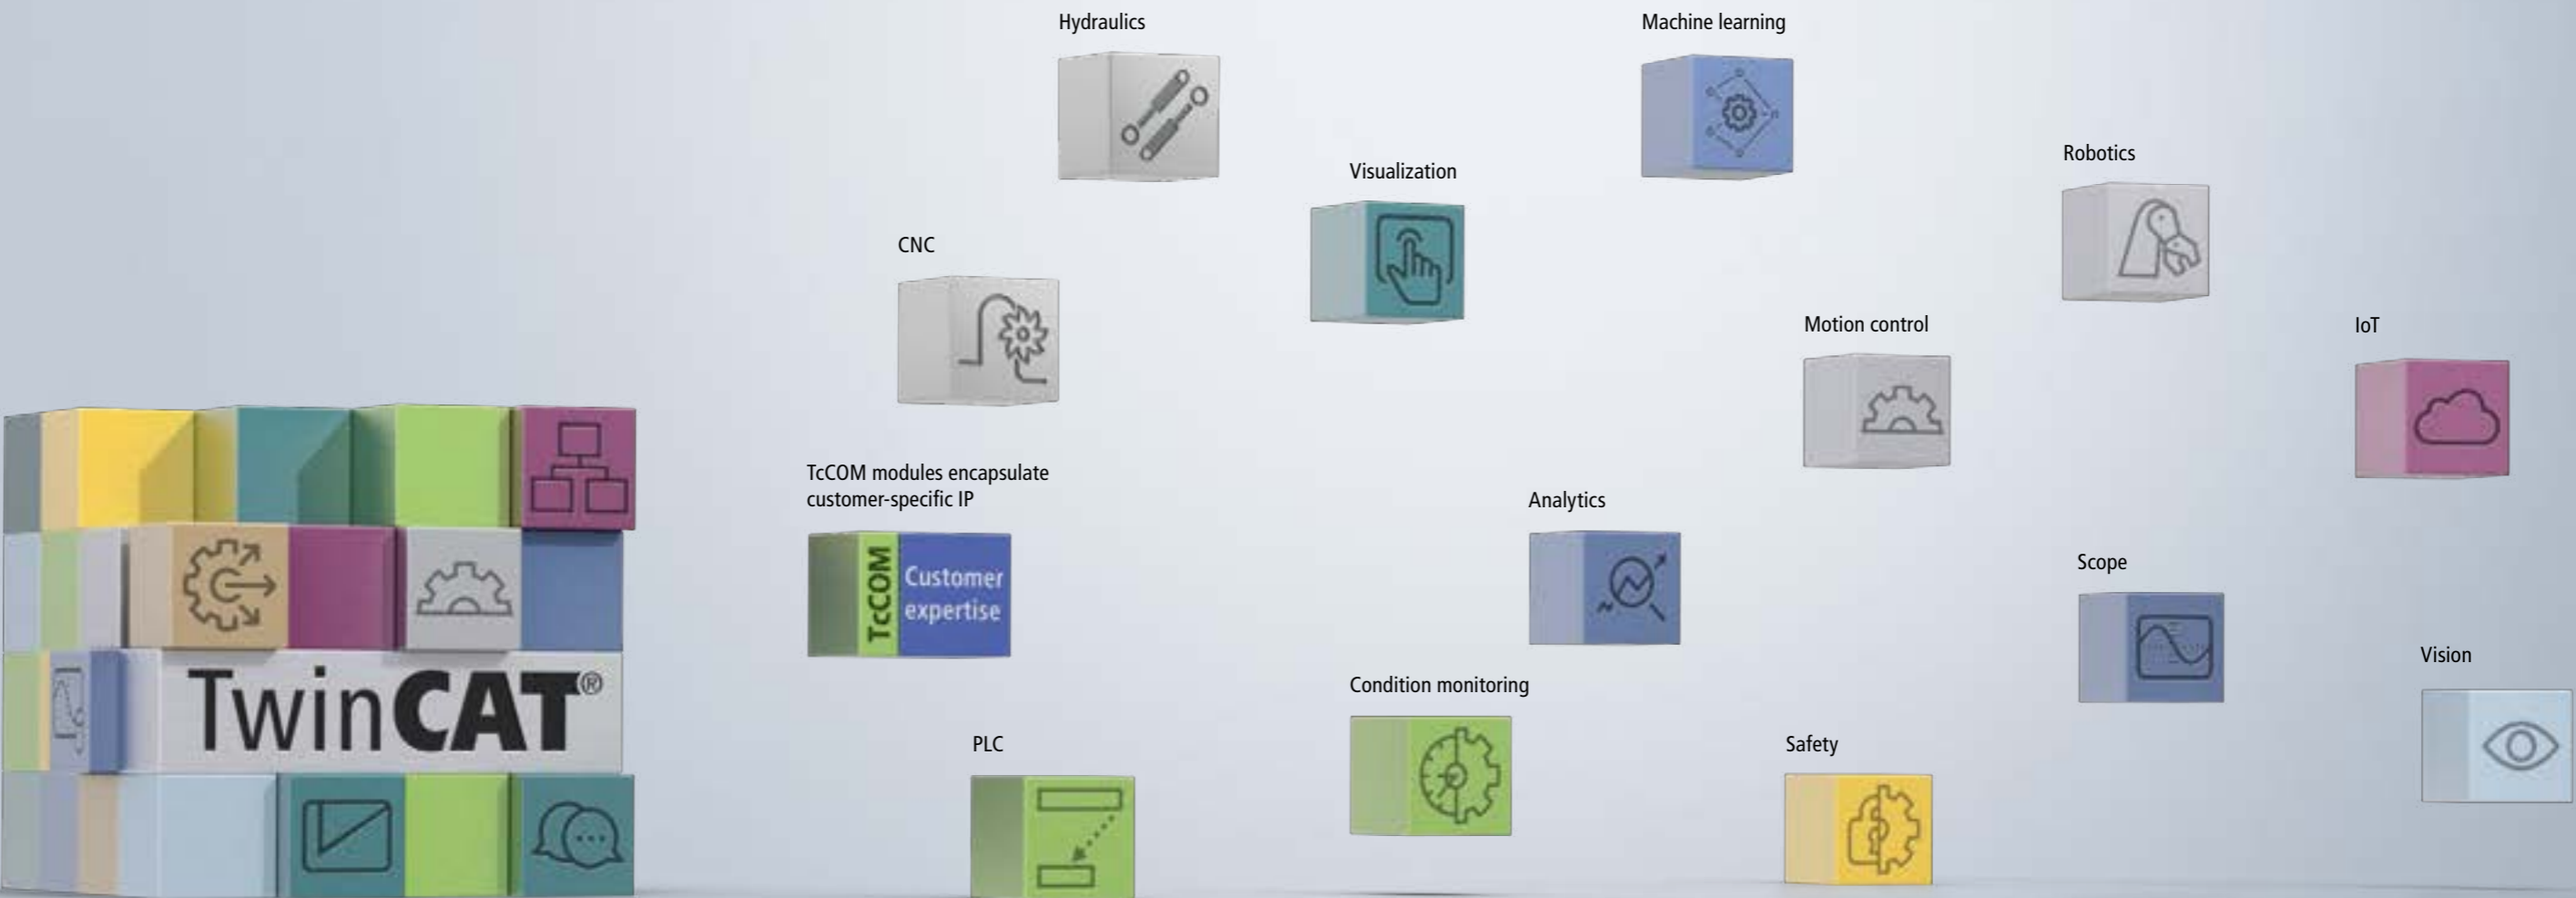 Hydraulics
Machine learning
Robotics
Visualization
CNC
Motion control
IoT
TcCOM modules encapsulate
customer-specific IP
TcCOM
Customer
expertise
Analytics
Scope
Vision
TwinCAT®
Condition monitoring
PLC
Safety